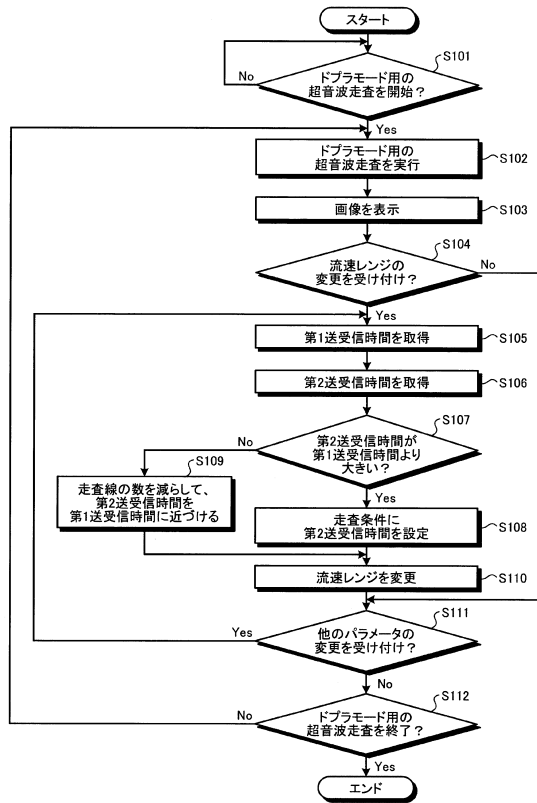 スタート
S101
ドプラモード用の
超音波走査を開始?
No
Yes
ドプラモード用の
超音波走査を実行
S102
画像を表示
S103
S104
流速レンジの
変更を受け付け?
No
Yes
第1送受信時間を取得
S105
第2送受信時間を取得
S106
S107
第2送受信時間が
第1送受信時間より
大きい?
No
S109
走査線の数を減らして、
第2送受信時間を
第1送受信時間に近づける
Yes
走査条件に
第2送受信時間を設定
S108
流速レンジを変更
S110
S111
他のパラメータの
変更を受け付け?
Yes
No
S112
ドプラモード用の
超音波走査を終了?
No
Yes
エンド